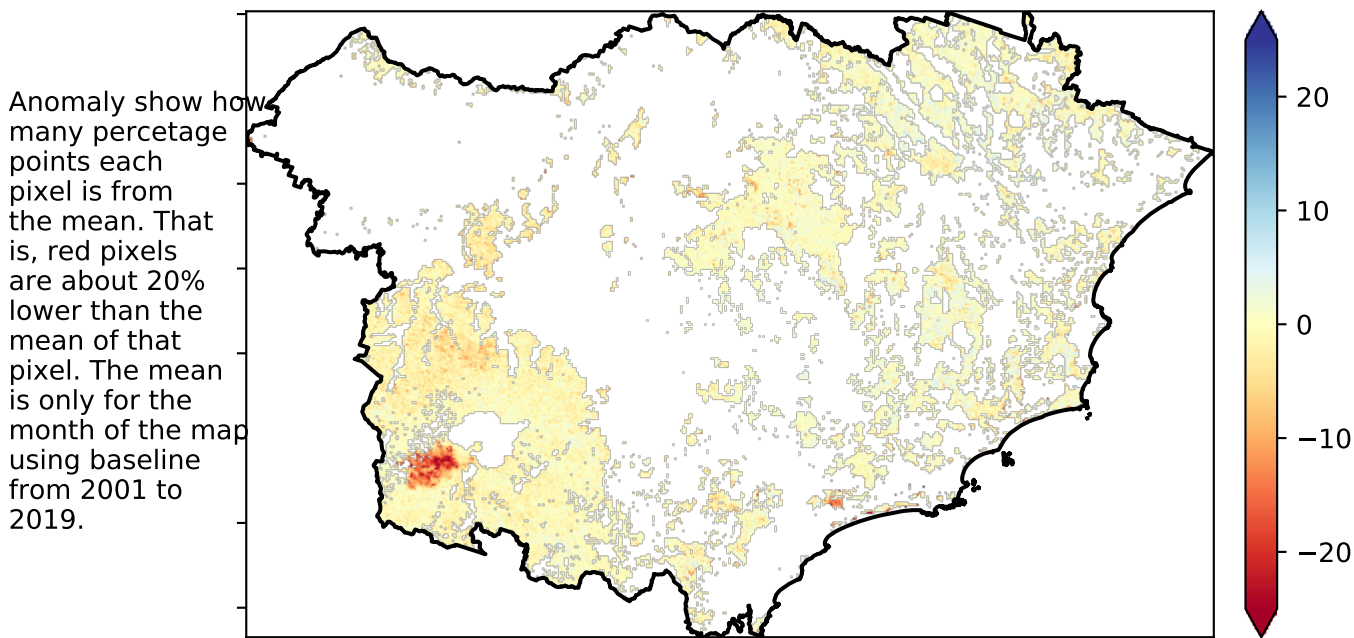 Anomaly show how
many percetage
points each
pixel is from
the mean. That
is, red pixels
are about 20%
lower than the
mean of that
pixel. The mean
is only for the
month of the map
using baseline
from 2001 to
2019.
20
10
0
−10
−20